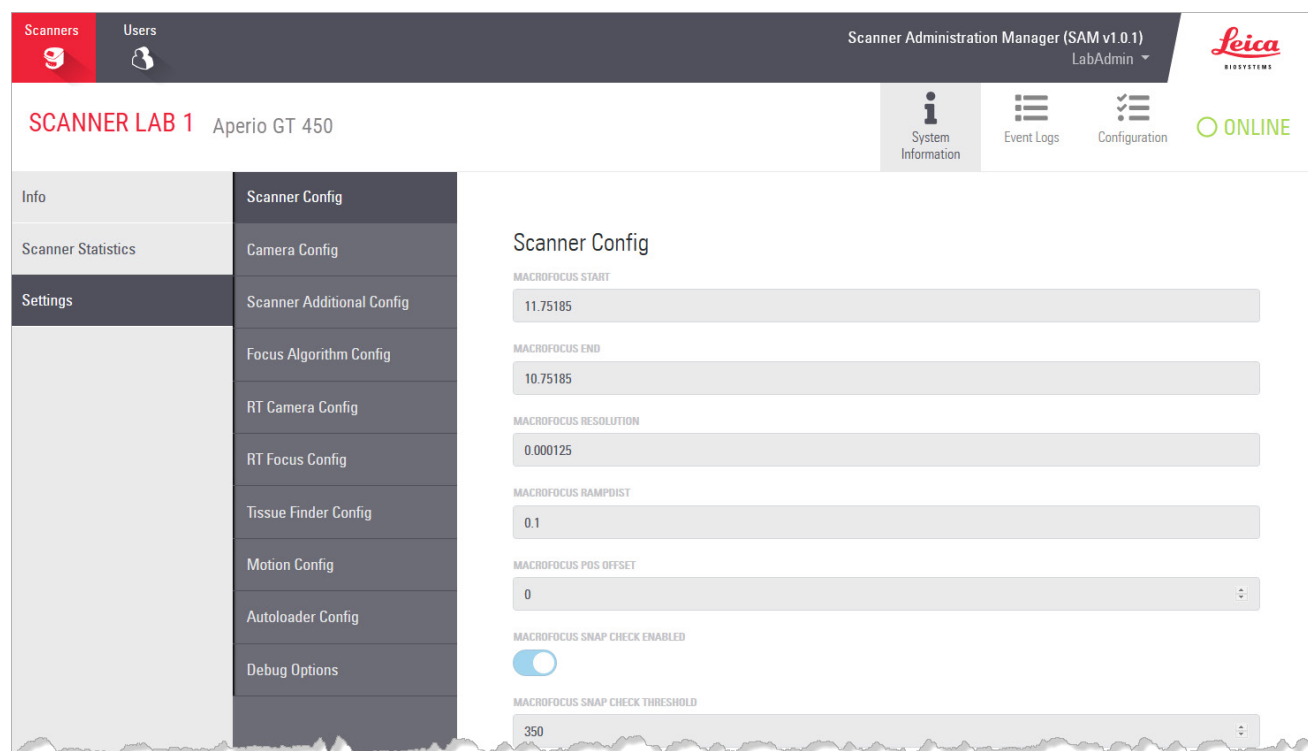 Scanners
Users
Scanner Administration Manager (SAM v1.0.1)
LabAdmin
Leica
BIOSYSTEMS
SCANNER LAB 1 Aperio GT 450
System
Information
Event Logs
Configuration
ONLINE
Info
Scanner Statistics
Settings
Scanner Config
Camera Config
Scanner Additional Config
Focus Algorithm Config
RT Camera Config
RT Focus Config
Tissue Finder Config
Motion Config
Autoloader Config
Debug Options
Scanner Config
MACROFOCUS START
11.75185
MACROFOCUS END
10.75185
MACROFOCUS RESOLUTION
0.000125
MACROFOCUS RAMPDIST
0.1
MACROFOCUS POS OFFSET
0
MACROFOCUS SNAP CHECK ENABLED
MACROFOCUS SNAP CHECK THRESHOLD
350